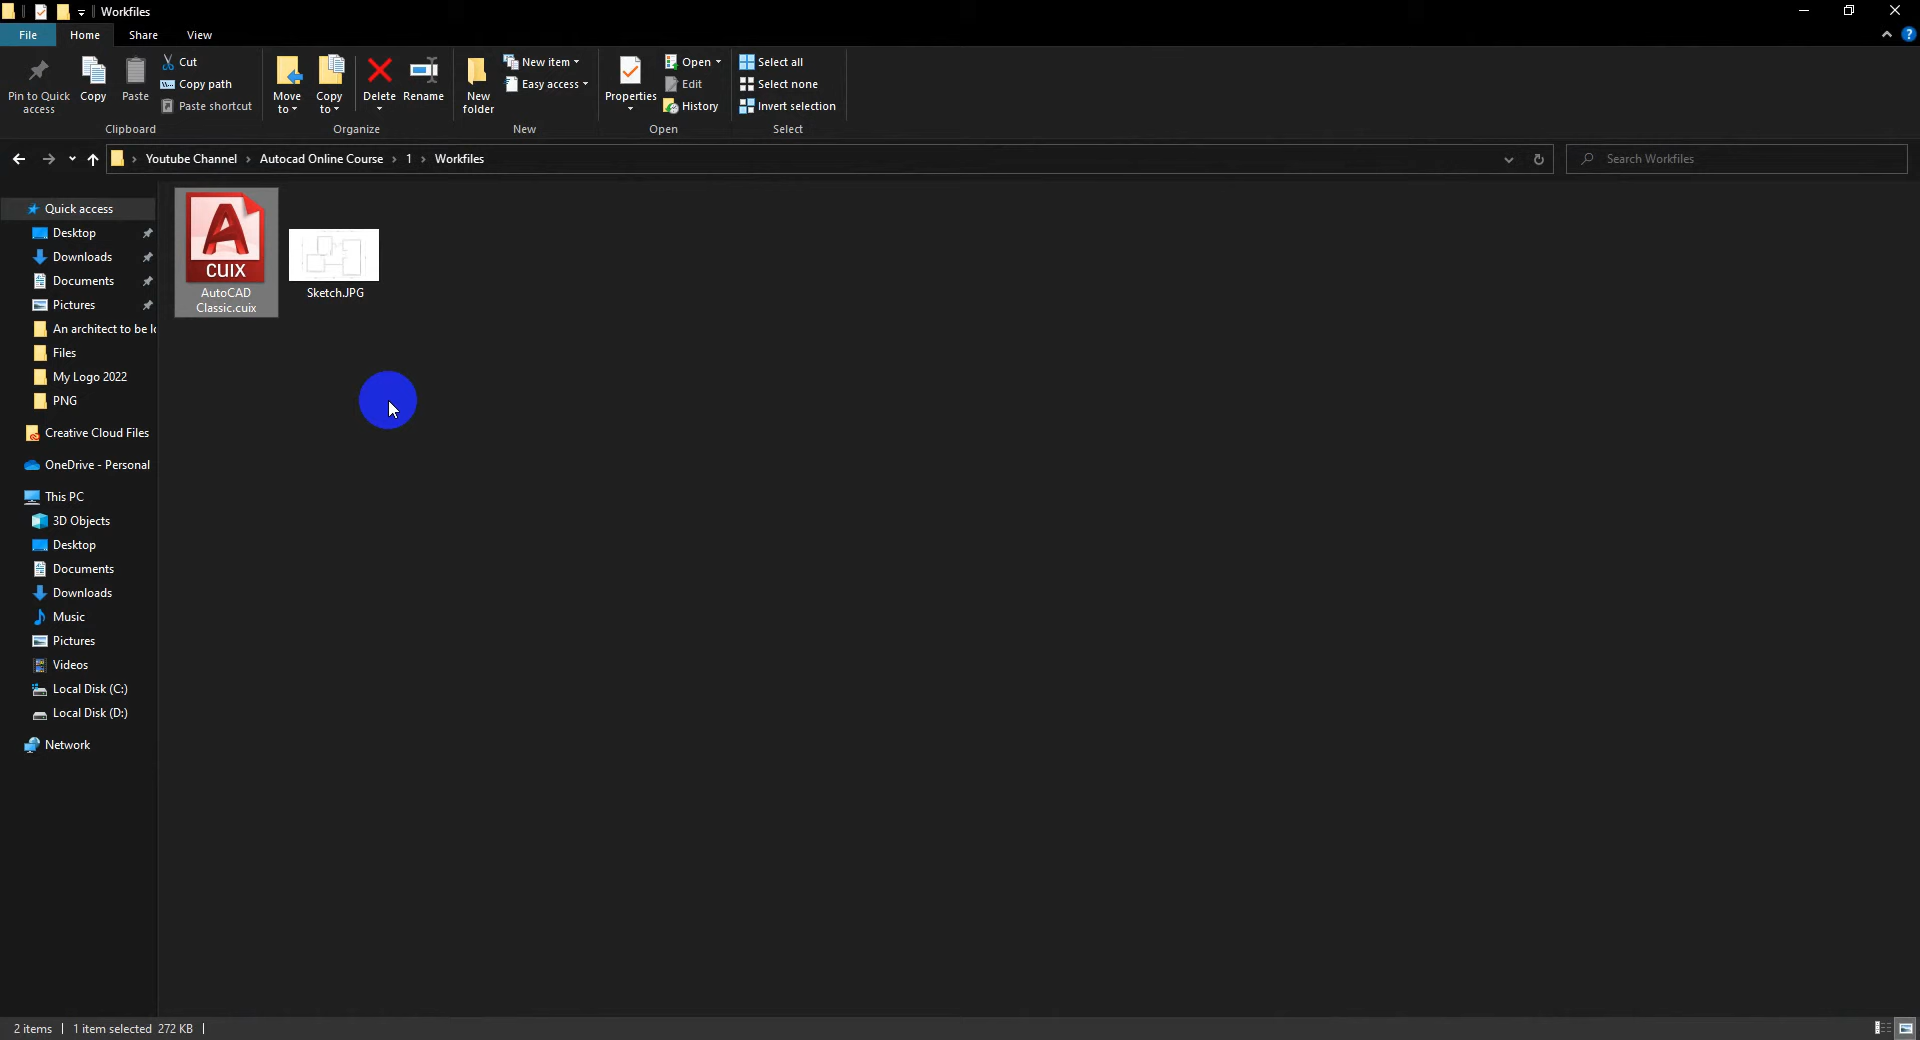 Workfiles
File Home Share View
Pin to Quick access
Copy
Paste
Cut
Copy path
Paste shortcut
Clipboard
Move to
Copy to
Delete
Rename
Organize
New folder
New item
Easy access
New
Properties
Open
Edit
History
Open
Select all
Select none
Invert selection
Select
Youtube Channel Autocad Online Course 1 Workfiles
Search Workfiles
Quick access
Desktop
Downloads
Documents
Pictures
An architect to be lo
Files
My Logo 2022
PNG
Creative Cloud Files
OneDrive - Personal
This PC
3D Objects
Desktop
Documents
Downloads
Music
Pictures
Videos
Local Disk (C:)
Local Disk (D:)
Network
A
CUIX
AutoCAD
Classic.cuix
Sketch.JPG
2 items 1 item selected 272 KB